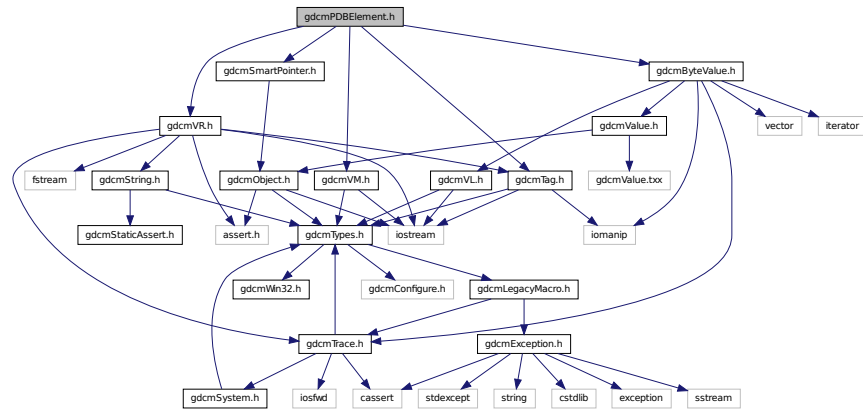 gdcmPDBElement.h
gdcmSmartPointer.h
gdcmByteValue.h
gdcmVR.h
gdcmValue.h
vector
iterator
fstream
gdcmString.h
gdcmObject.h
gdcmVM.h
gdcmVL.h
gdcmTag.h
gdcmValue.txx
gdcmStaticAssert.h
assert.h
gdcmTypes.h
iostream
iomanip
gdcmWin32.h
gdcmConfigure.h
gdcmLegacyMacro.h
gdcmTrace.h
gdcmException.h
gdcmSystem.h
iosfwd
cassert
stdexcept
string
cstdlib
exception
sstream